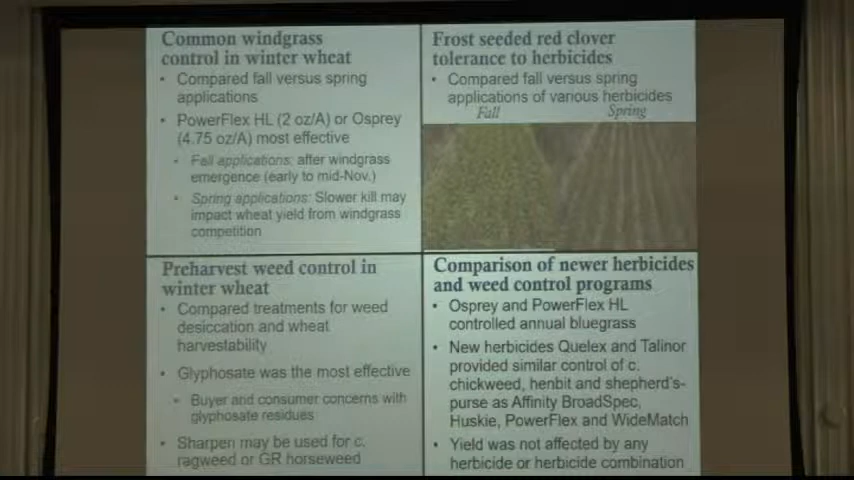 Common windgrass
control in winter wheat
• Compared fall versus spring
applications
• PowerFlex HL (2 oz/A) or Osprey
(4.75 oz/A) most effective
• Fall applications: after windgrass
emergence (early to mid-Nov.)
• Spring applications: Slower kill may
impact wheat yield from windgrass
competition
Frost seeded red clover
tolerance to herbicides
• Compared fall versus spring
applications of various herbicides
Fall Spring
Preharvest weed control in
winter wheat
• Compared treatments for weed
desiccation and wheat
harvestability
• Glyphosate was the most effective
• Buyer and consumer concerns with
glyphosate residues
• Sharpen may be used for c.
ragweed or GR horseweed
Comparison of newer herbicides
and weed control programs
• Osprey and PowerFlex HL
controlled annual bluegrass
• New herbicides Quelex and Talinor
provided similar control of c.
chickweed, henbit and shepherd's-
purse as Affinity BroadSpec,
Huskie, PowerFlex and WideMatch
• Yield was not affected by any
herbicide or herbicide combination